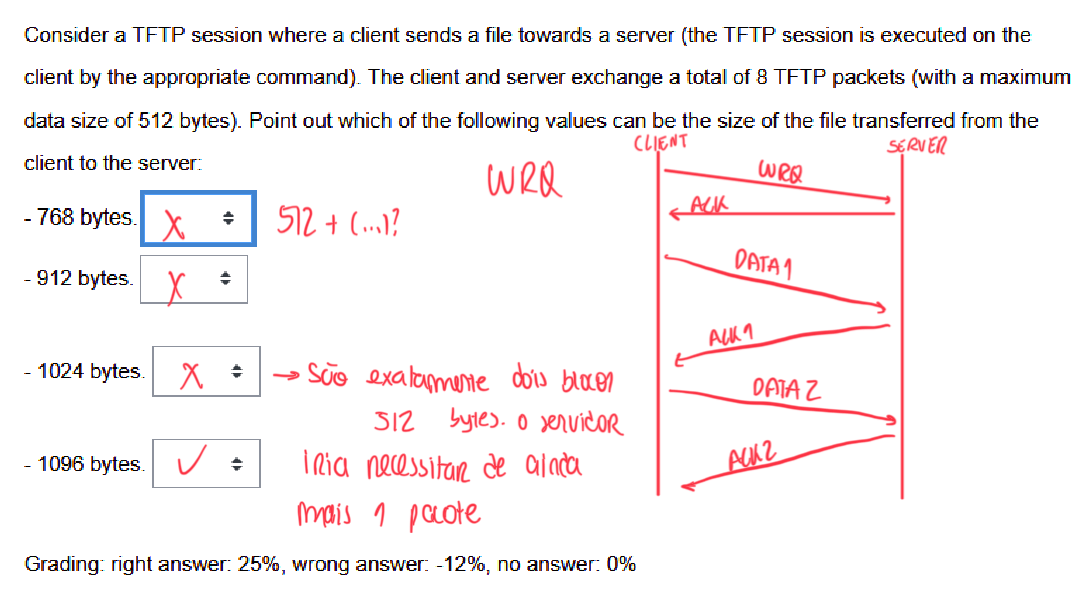 Consider a TFTP session where a client sends a file towards a server (the TFTP session is executed on the
client by the appropriate command). The client and server exchange a total of 8 TFTP packets (with a maximum
data size of 512 bytes). Point out which of the following values can be the size of the file transferred from the
client to the server:
CLIENT SERVER
WRQ
WRQ
ACK
- 768 bytes. X 512 + (...)?
DATA 1
- 912 bytes. X
ACK 1
- 1024 bytes. X → São exatamente dois blocos
DATA 2
512 bytes. o servidor
ACK 2
- 1096 bytes. ✓ iria necessitar de ainda
mais 1 pacote
Grading: right answer: 25%, wrong answer: -12%, no answer: 0%